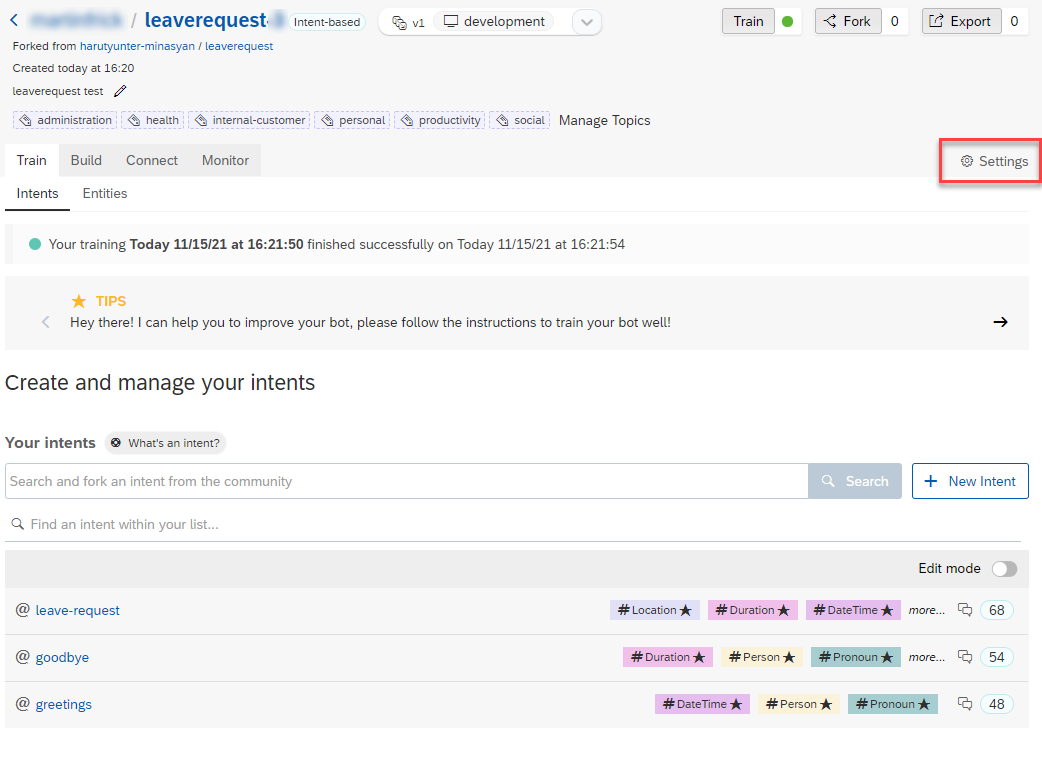 / leaverequest- Intent-based v1 development Train Fork 0 Export 0
Forked from harutyunter-minasyan / leaverequest
Created today at 16:20
leaverequest test
administration health internal-customer personal productivity social Manage Topics
Train Build Connect Monitor Settings
Intents Entities
Your training Today 11/15/21 at 16:21:50 finished successfully on Today 11/15/21 at 16:21:54
TIPS
Hey there! I can help you to improve your bot, please follow the instructions to train your bot well!
Create and manage your intents
Your intents What's an intent?
Search and fork an intent from the community Search + New Intent
Find an intent within your list...
Edit mode
@ leave-request #Location★ #Duration★ #DateTime★ more... 68
@ goodbye #Duration★ #Person★ #Pronoun★ more... 54
@ greetings #DateTime★ #Person★ #Pronoun★ 48